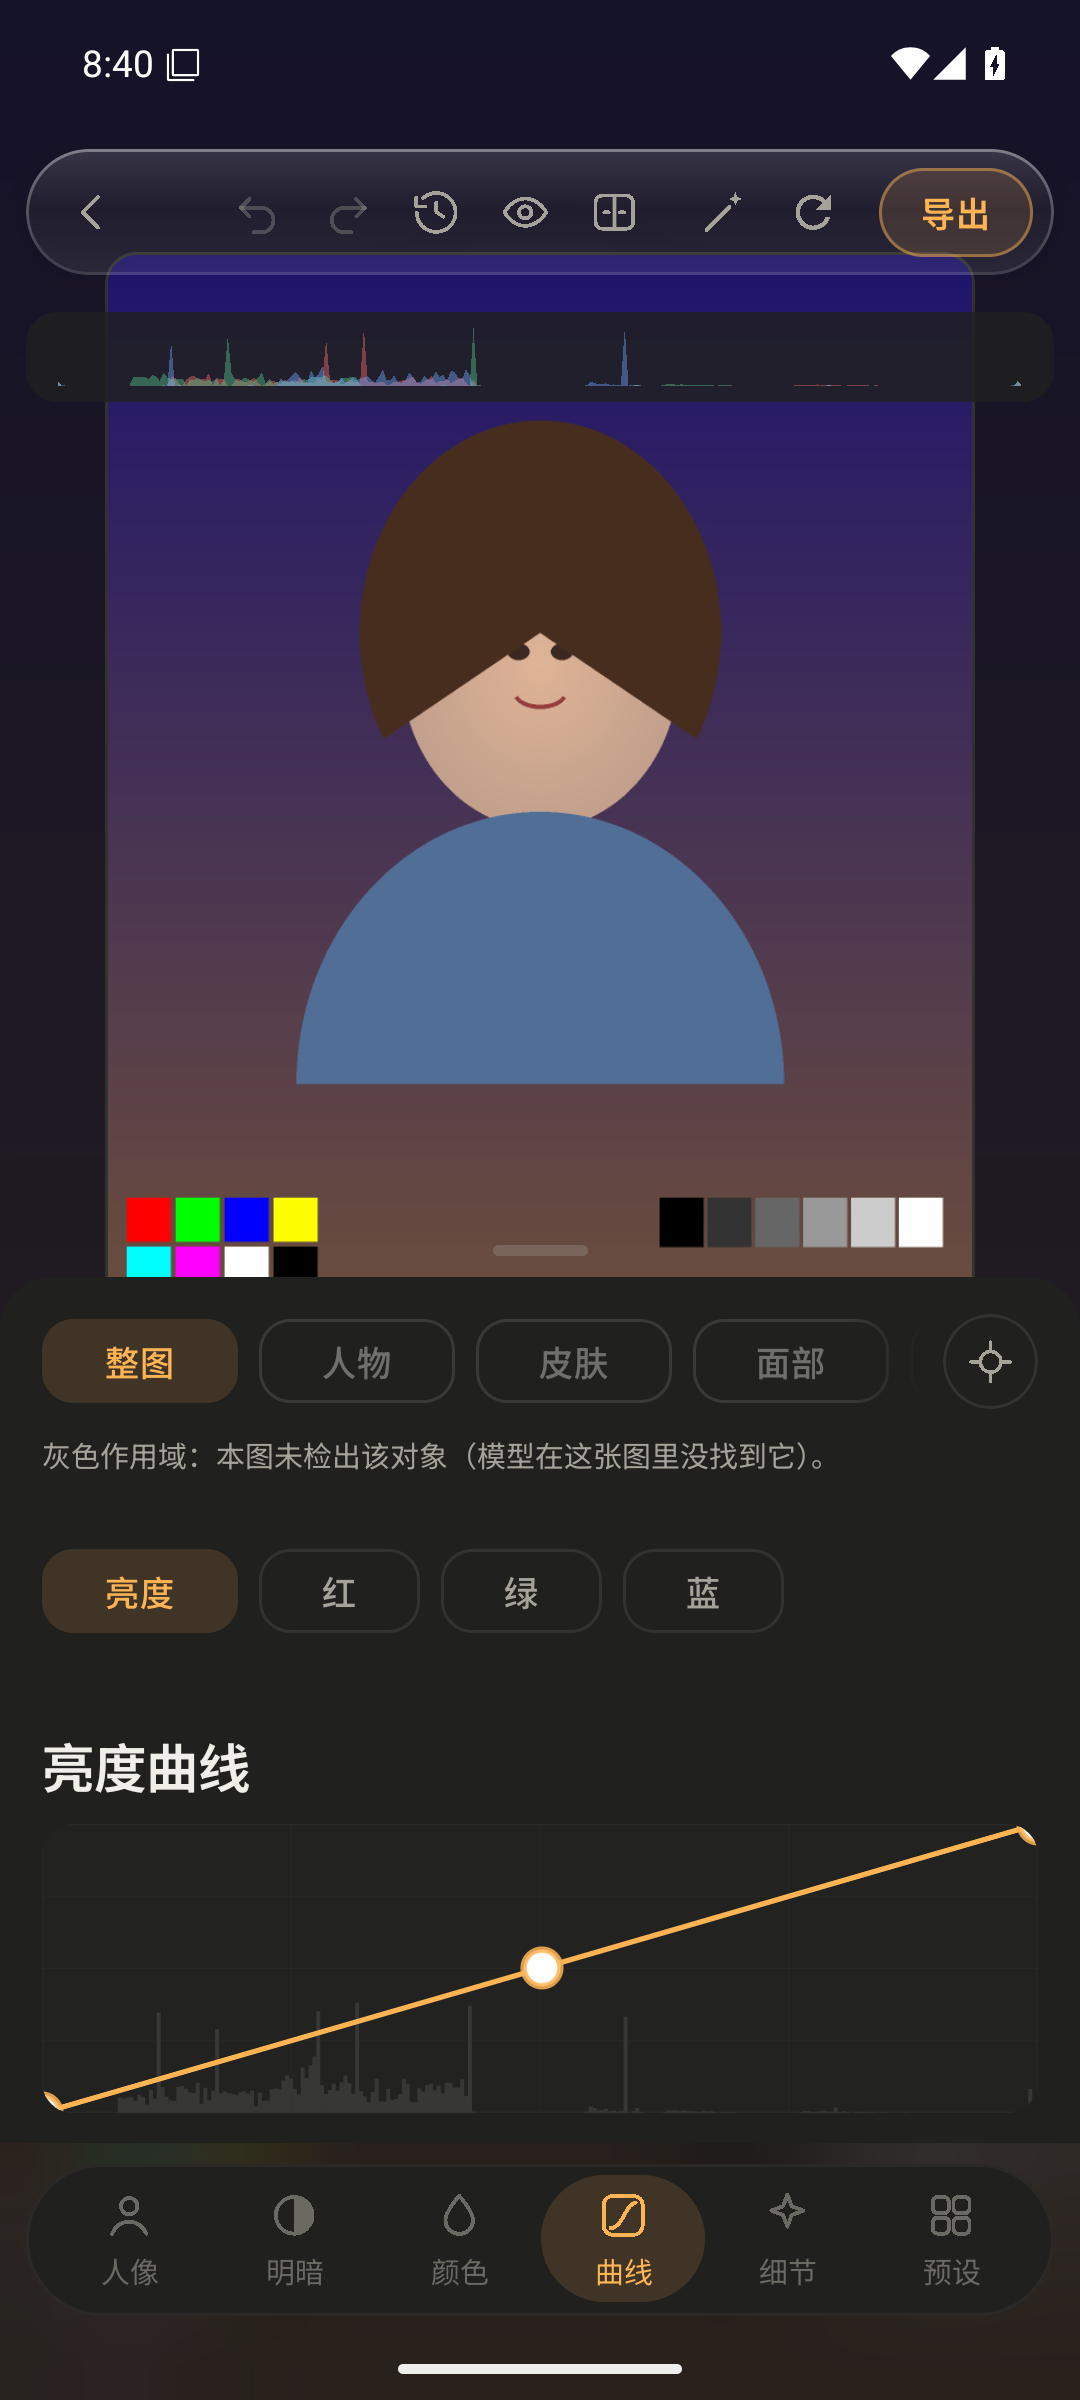 8:40
导出
整图 人物 皮肤 面部
灰色作用域：本图未检出该对象（模型在这张图里没找到它）。
亮度 红 绿 蓝
亮度曲线
人像 明暗 颜色 曲线 细节 预设